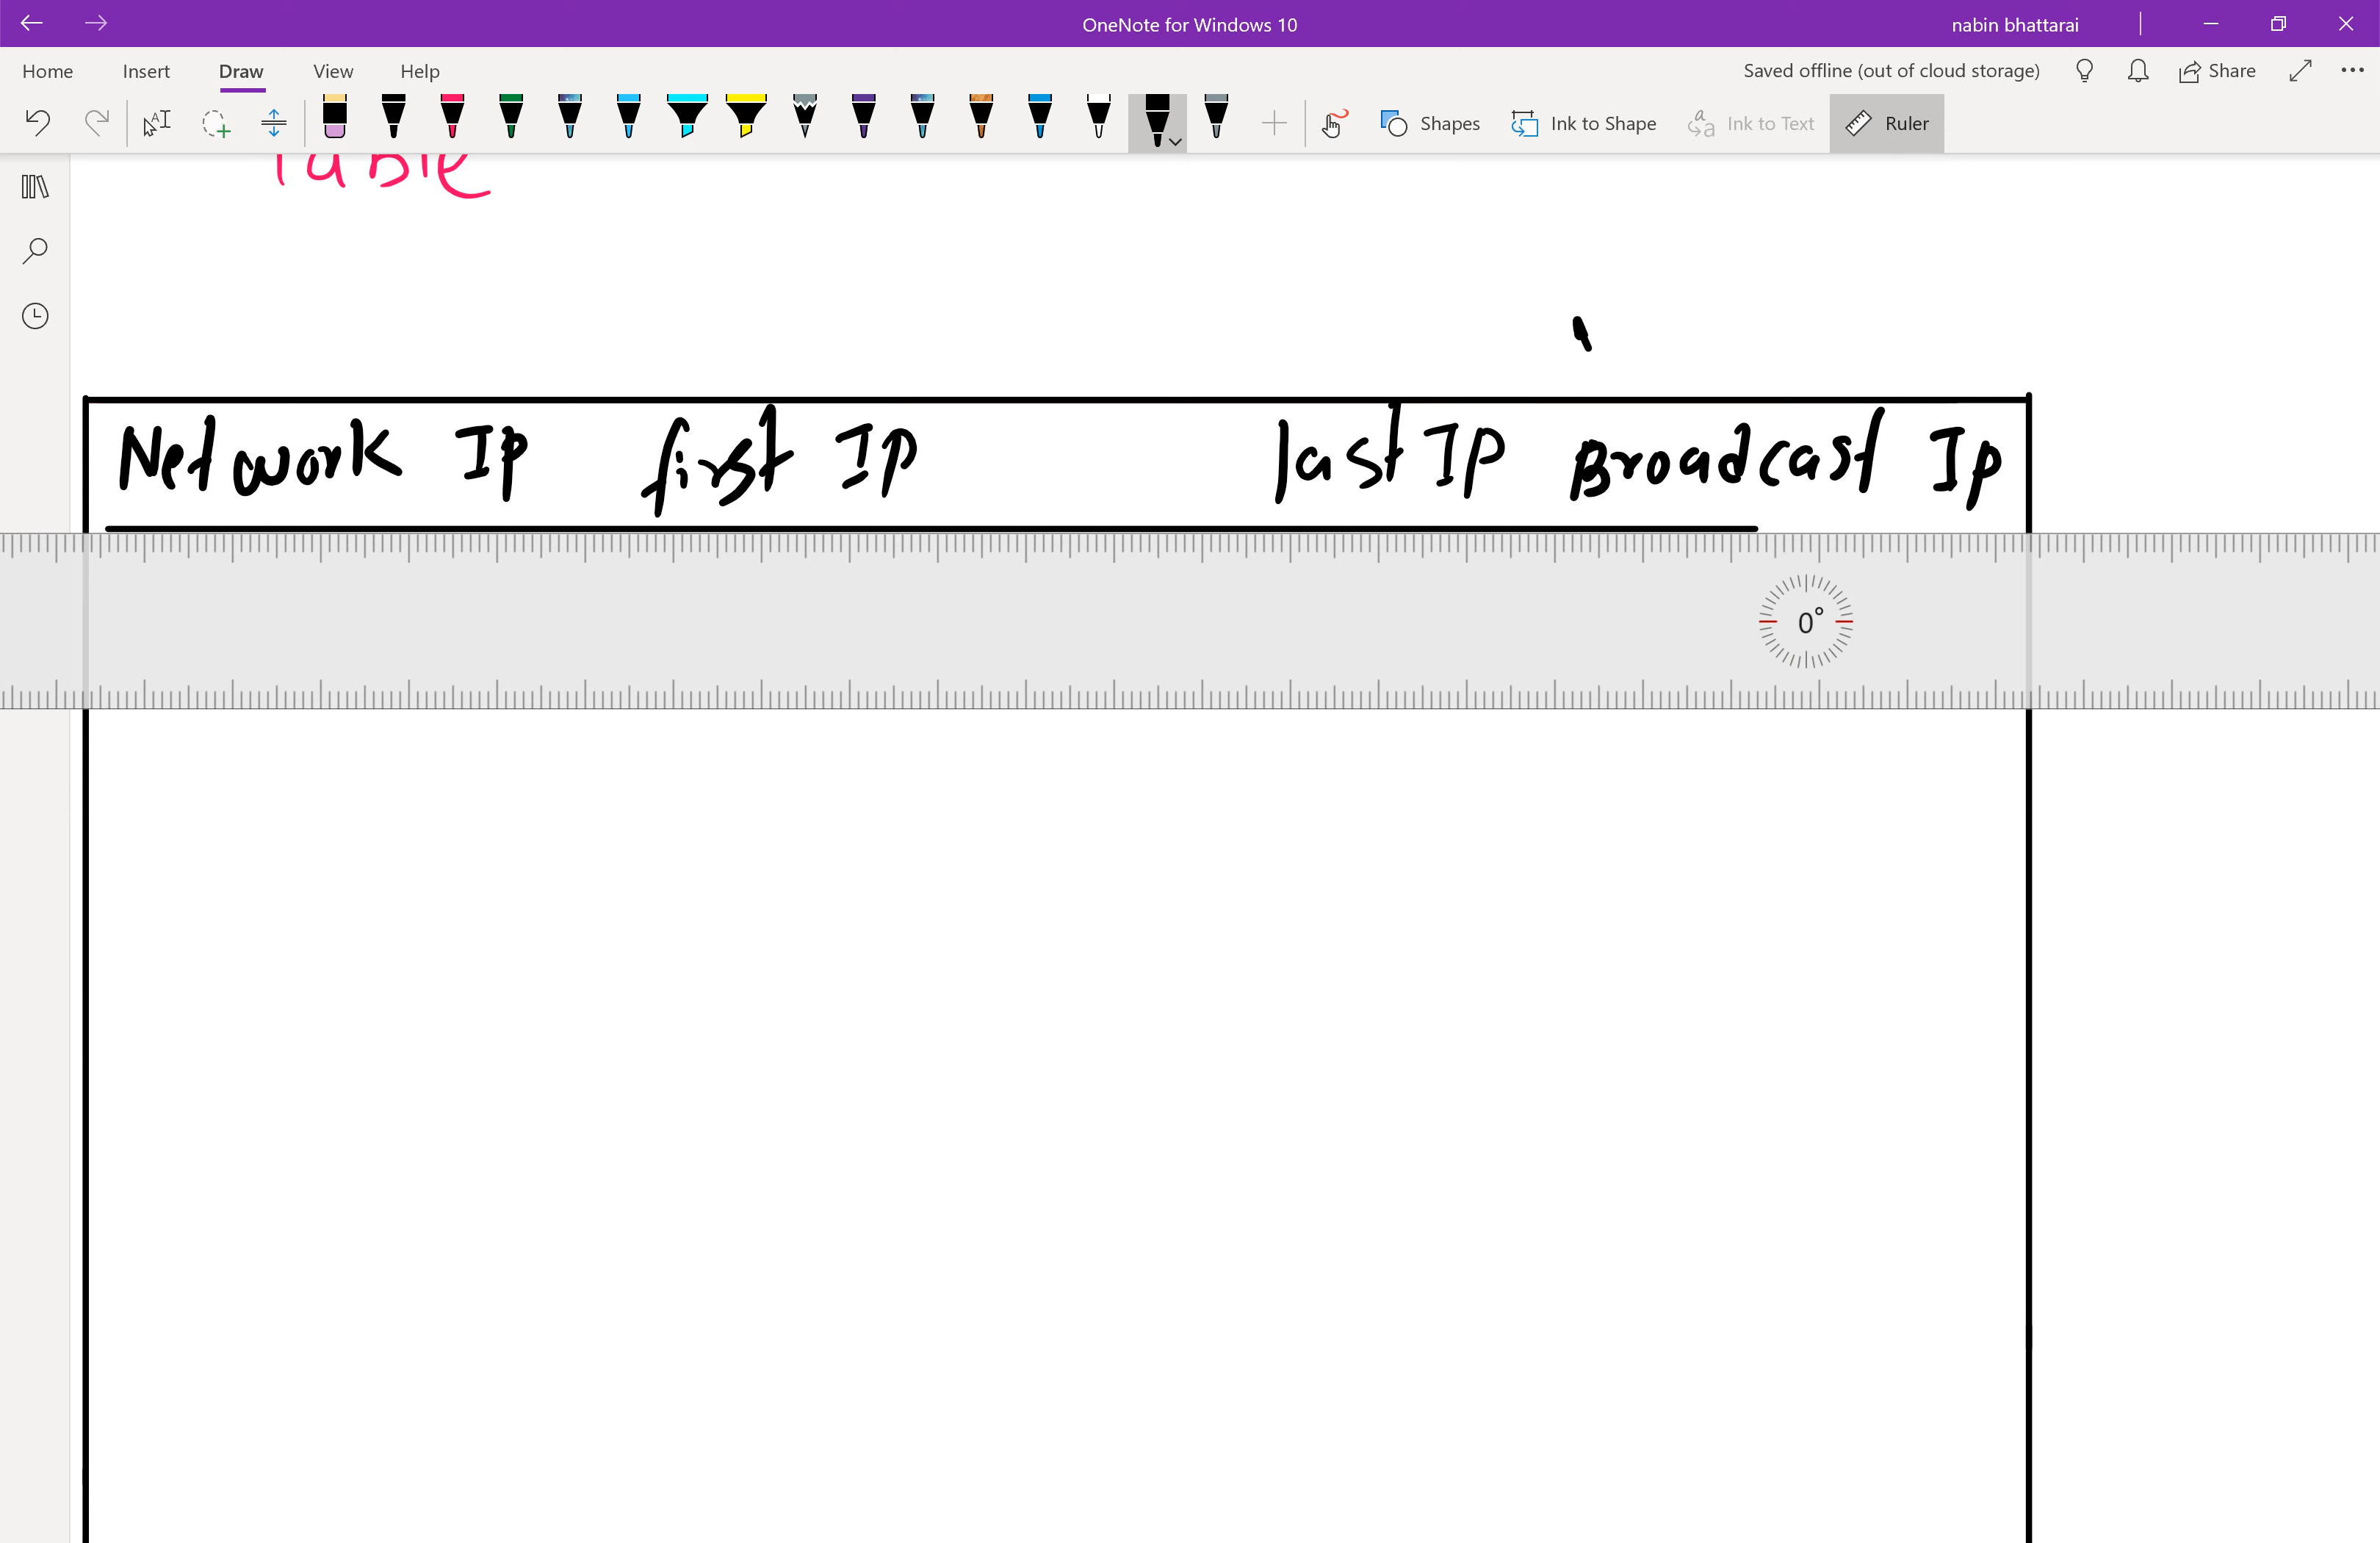 OneNote for Windows 10
nabin bhattarai
Home Insert Draw View Help
Saved offline (out of cloud storage) Share
Shapes Ink to Shape Ink to Text Ruler
Table
Network Ip first IP last IP Broadcast Ip
0°